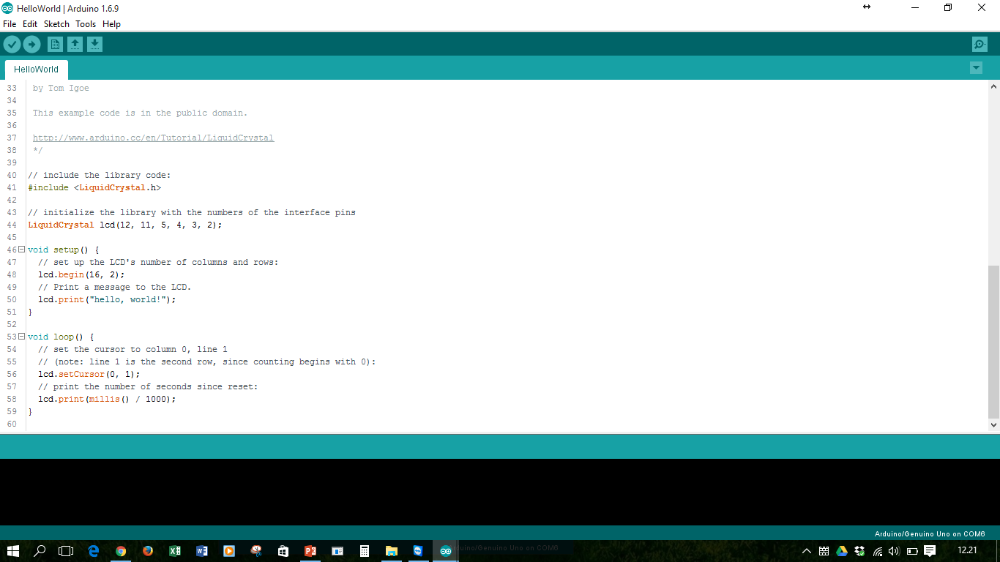 HelloWorld | Arduino 1.6.9
File Edit Sketch Tools Help
HelloWorld
33 by Tom Igoe
34
35 This example code is in the public domain.
36
37 http://www.arduino.cc/en/Tutorial/LiquidCrystal
38 */
39
40 // include the library code:
41 #include <LiquidCrystal.h>
42
43 // initialize the library with the numbers of the interface pins
44 LiquidCrystal lcd(12, 11, 5, 4, 3, 2);
45
46 void setup() {
47 // set up the LCD's number of columns and rows:
48 lcd.begin(16, 2);
49 // Print a message to the LCD.
50 lcd.print("hello, world!");
51 }
52
53 void loop() {
54 // set the cursor to column 0, line 1
55 // (note: line 1 is the second row, since counting begins with 0):
56 lcd.setCursor(0, 1);
57 // print the number of seconds since reset:
58 lcd.print(millis() / 1000);
59 }
60
Arduino/Genuino Uno on COM6
duino/Genuino Uno on COM6
12.21